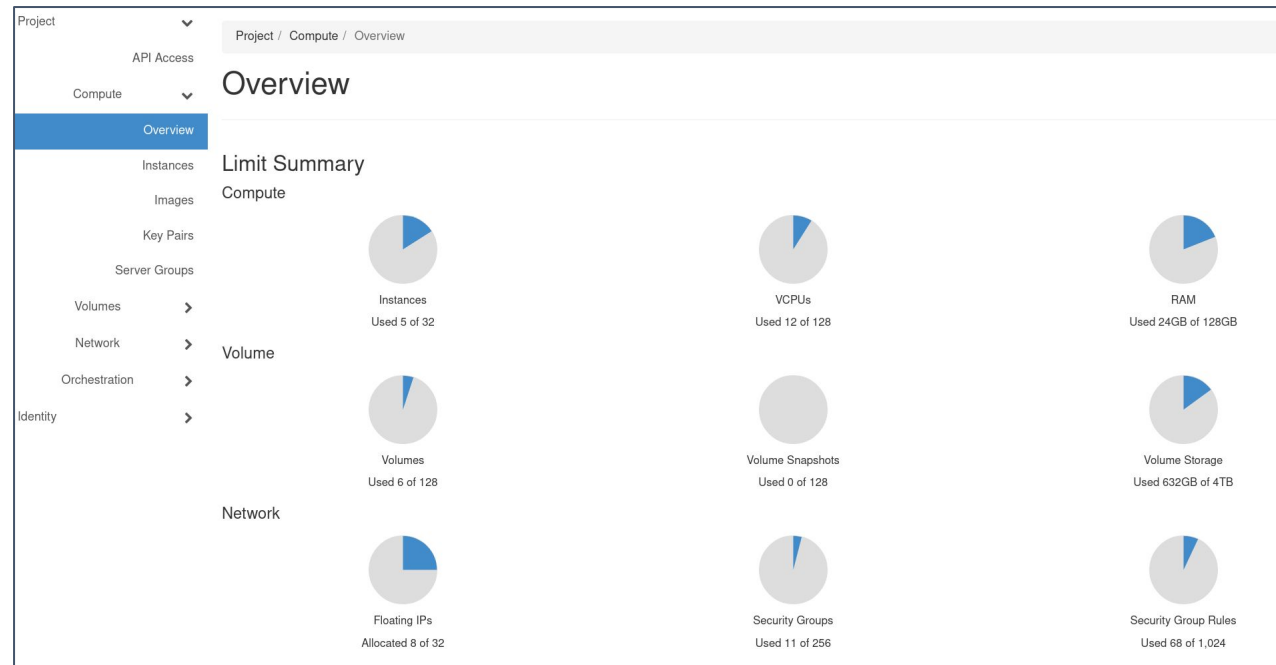 Project
API Access
Compute
Overview
Instances
Images
Key Pairs
Server Groups
Volumes
Network
Orchestration
Identity
Project / Compute / Overview
Overview
Limit Summary
Compute
Instances
Used 5 of 32
VCPUs
Used 12 of 128
RAM
Used 24GB of 128GB
Volume
Volumes
Used 6 of 128
Volume Snapshots
Used 0 of 128
Volume Storage
Used 632GB of 4TB
Network
Floating IPs
Allocated 8 of 32
Security Groups
Used 11 of 256
Security Group Rules
Used 68 of 1,024